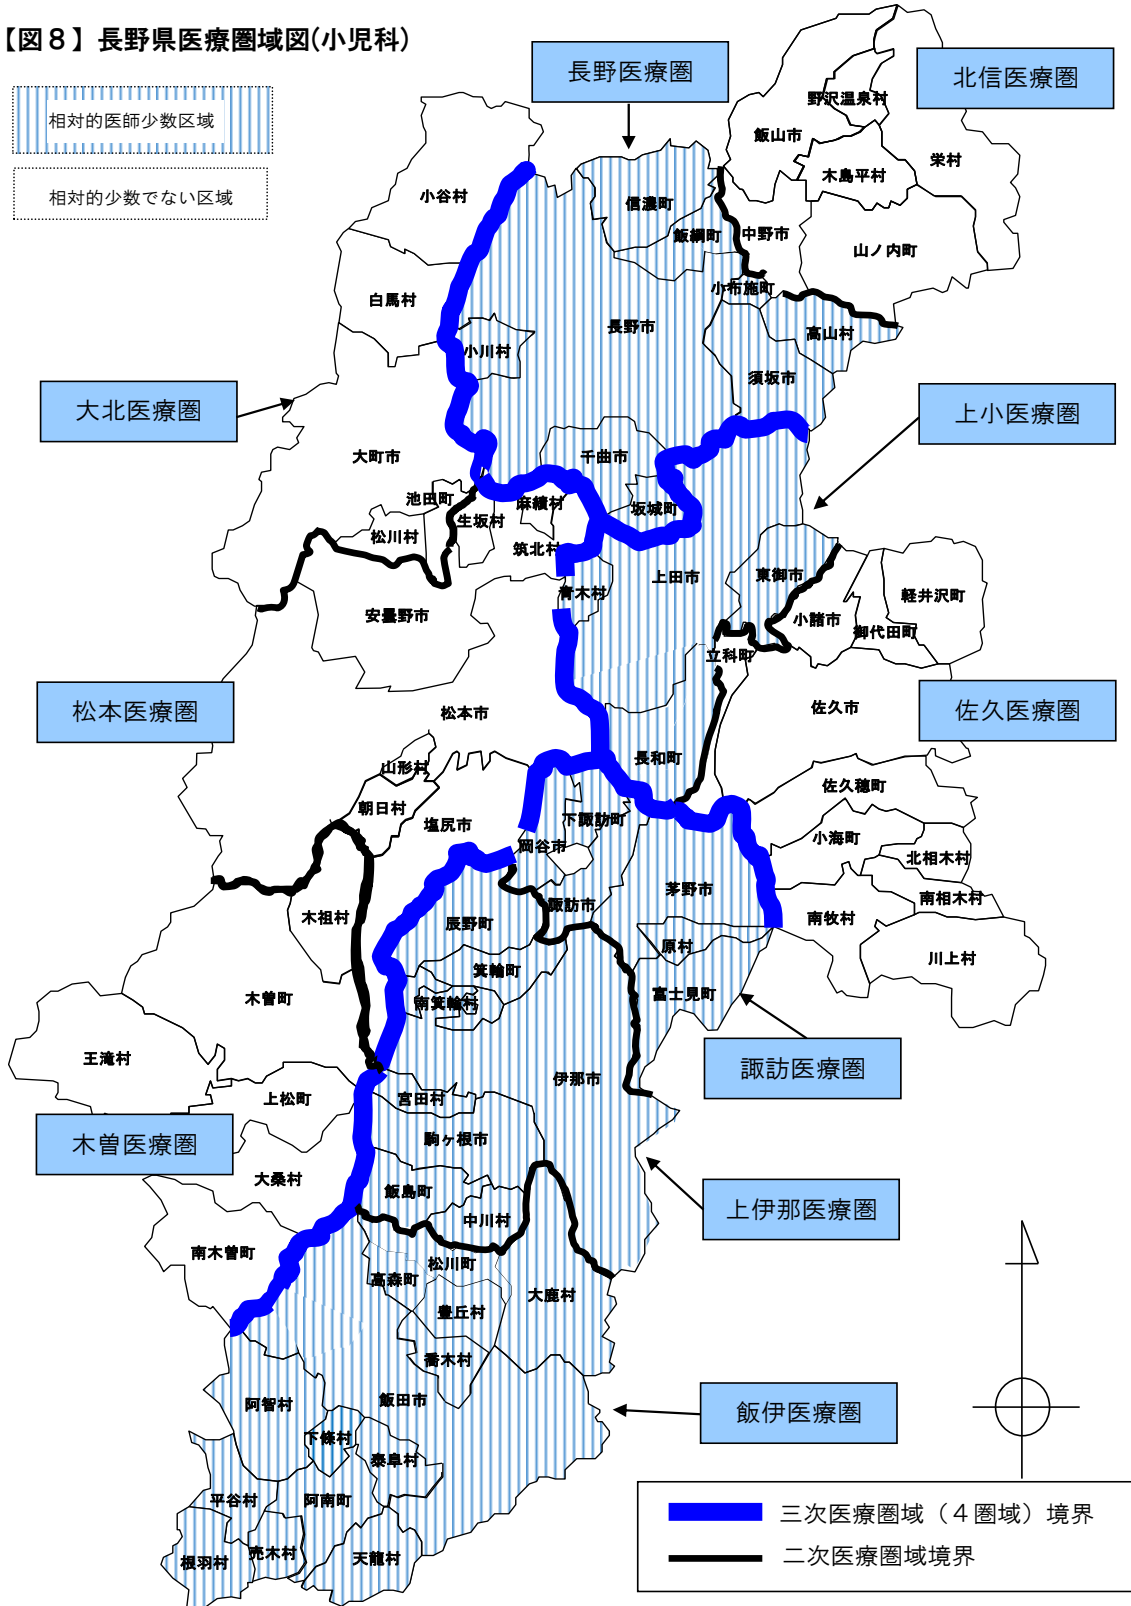 【図８】長野県医療圏域図(小児科)
相対的医師少数区域
相対的少数でない区域
長野医療圏
北信医療圏
野沢温泉村
飯山市
栄村
木島平村
小谷村
信濃町
飯綱町
中野市
山ノ内町
小布施町
白馬村
長野市
高山村
小川村
須坂市
大北医療圏
上小医療圏
大町市
千曲市
池田町
麻績村
坂城町
生坂村
松川村
筑北村
上田市
東御市
青木村
軽井沢町
安曇野市
小諸市
御代田町
立科町
松本医療圏
松本市
佐久市
佐久医療圏
長和町
山形村
佐久穂町
朝日村
塩尻市
下諏訪町
小海町
岡谷市
北相木村
茅野市
南相木村
諏訪市
木祖村
辰野町
南牧村
原村
川上村
箕輪町
木曽町
南箕輪村
富士見町
王滝村
諏訪医療圏
伊那市
上松町
宮田村
木曽医療圏
駒ヶ根市
大桑村
飯島町
上伊那医療圏
中川村
南木曽町
松川町
高森町
大鹿村
豊丘村
喬木村
飯田市
阿智村
飯伊医療圏
下條村
泰阜村
平谷村
阿南町
三次医療圏域（４圏域）境界
売木村
天龍村
二次医療圏域境界
根羽村